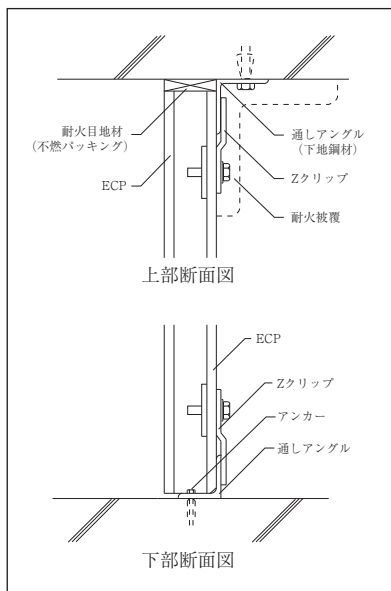 耐火目地材
(不燃パッキング)
ECP
通しアングル
(下地鋼材)
Zクリップ
耐火被覆
上部断面図
ECP
Zクリップ
アンカー
通しアングル
下部断面図